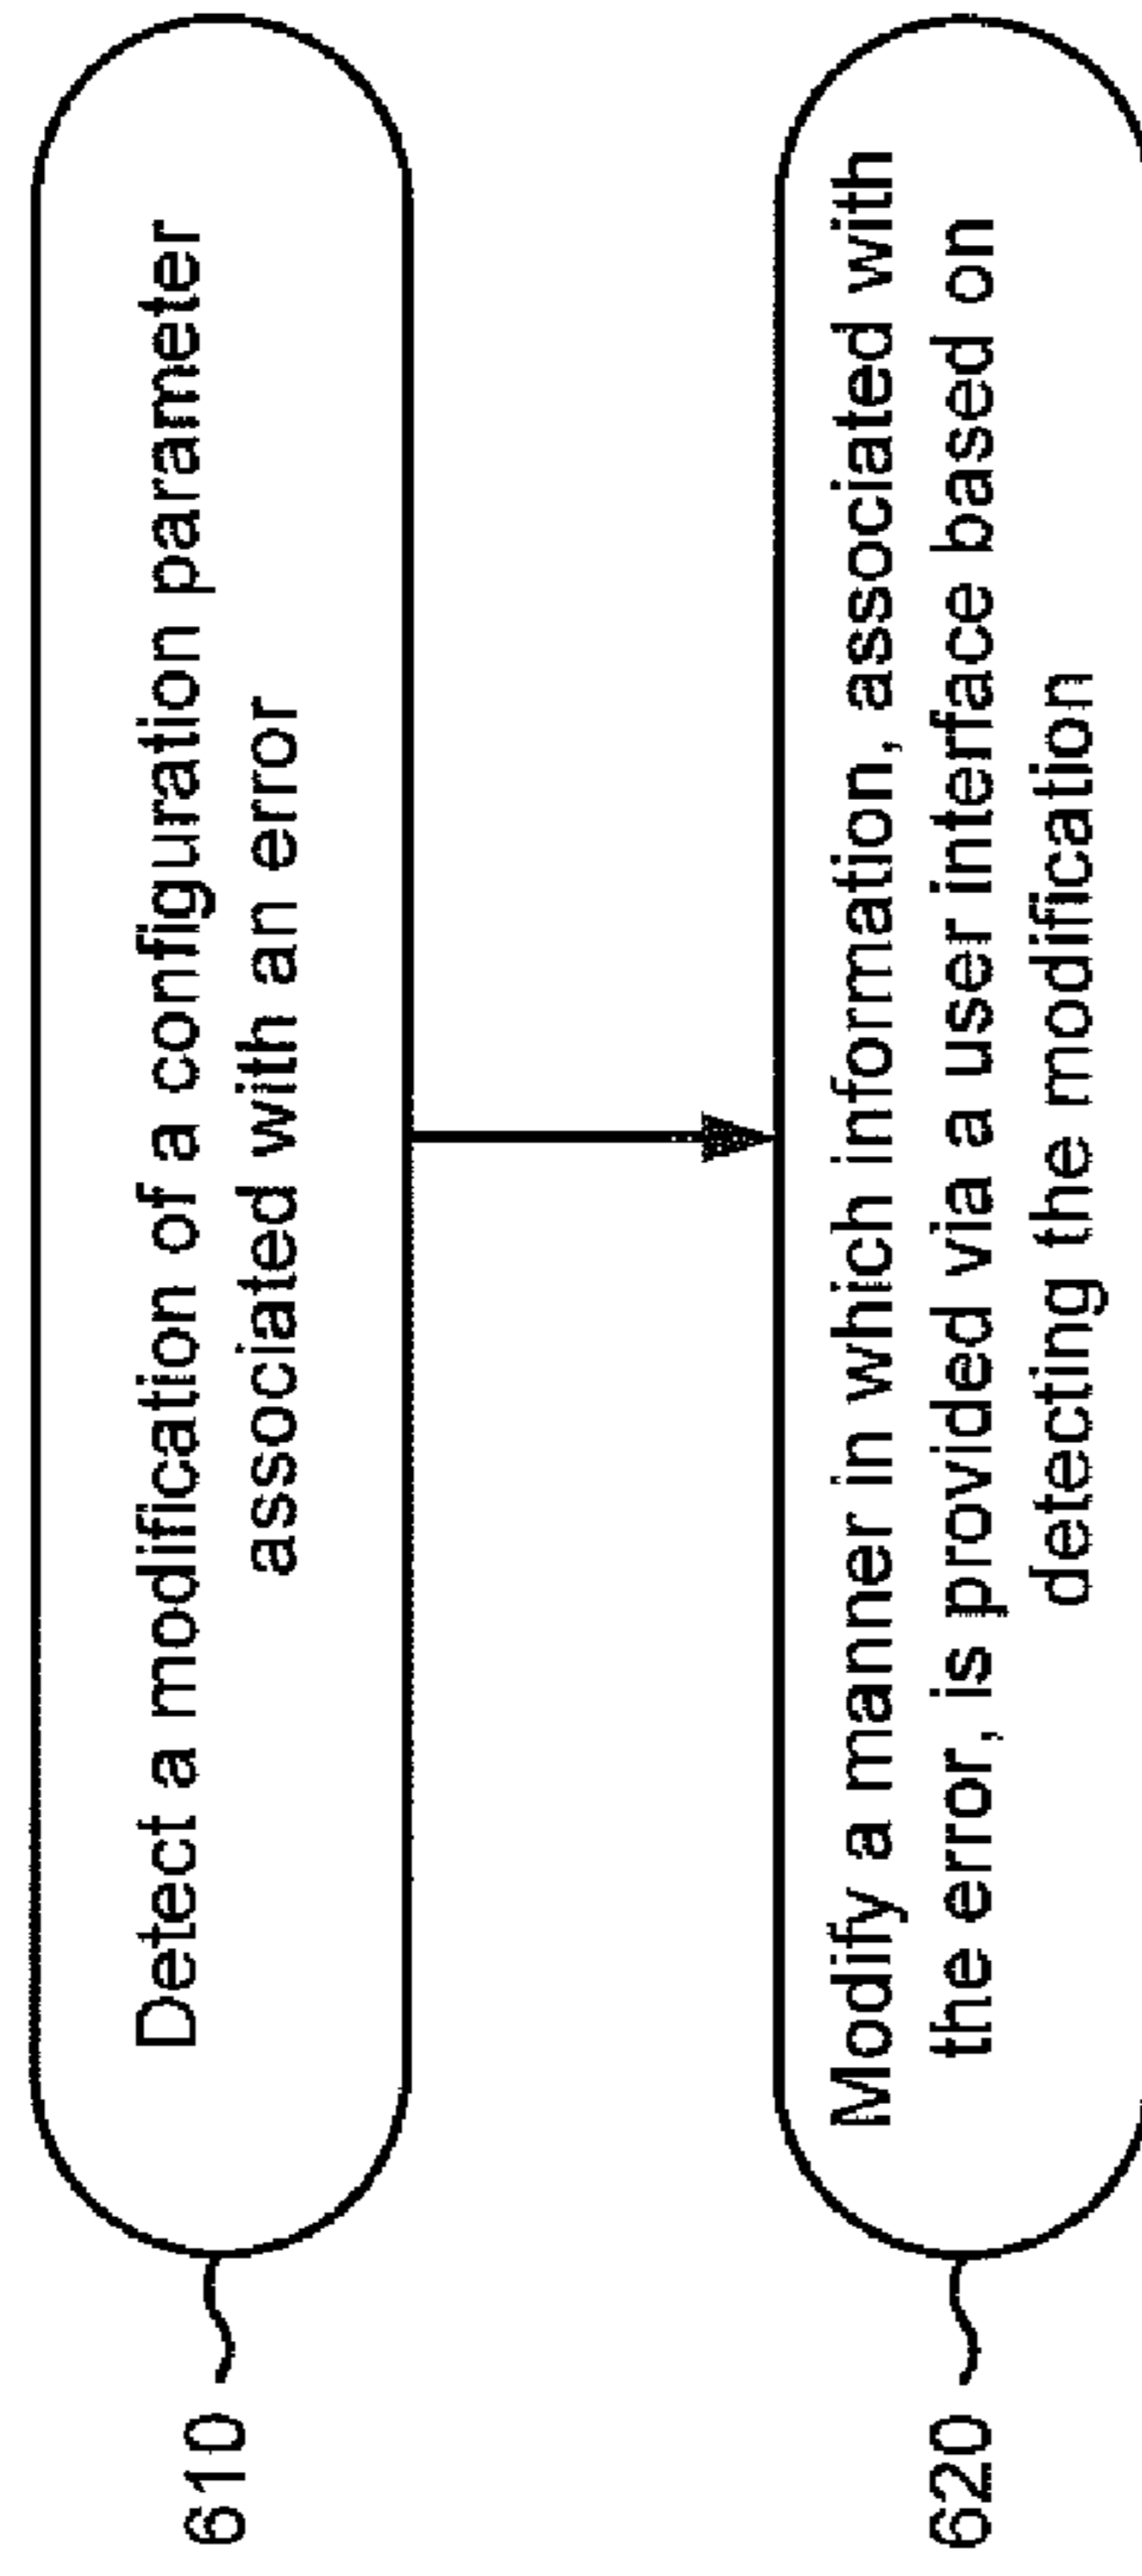 610
Detect a modification of a configuration parameter
associated with an error
620
Modify a manner in which information, associated with
the error, is provided via a user interface based on
detecting the modification